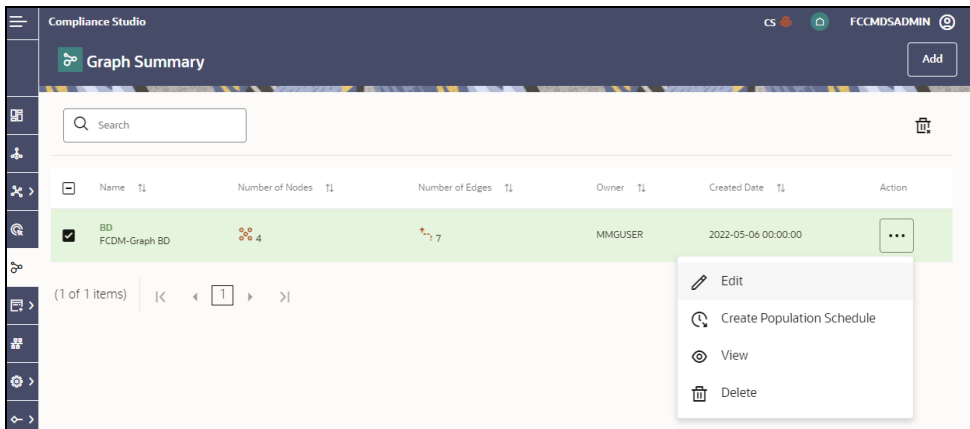 Compliance Studio
CS
FCCMDSADMIN
Graph Summary
Add
Search
Name Number of Nodes Number of Edges Owner Created Date Action
BD
FCDM-Graph BD
4 7 MMGUSER 2022-05-06 00:00:00
Edit
(1 of 1 items) 1
Create Population Schedule
View
Delete